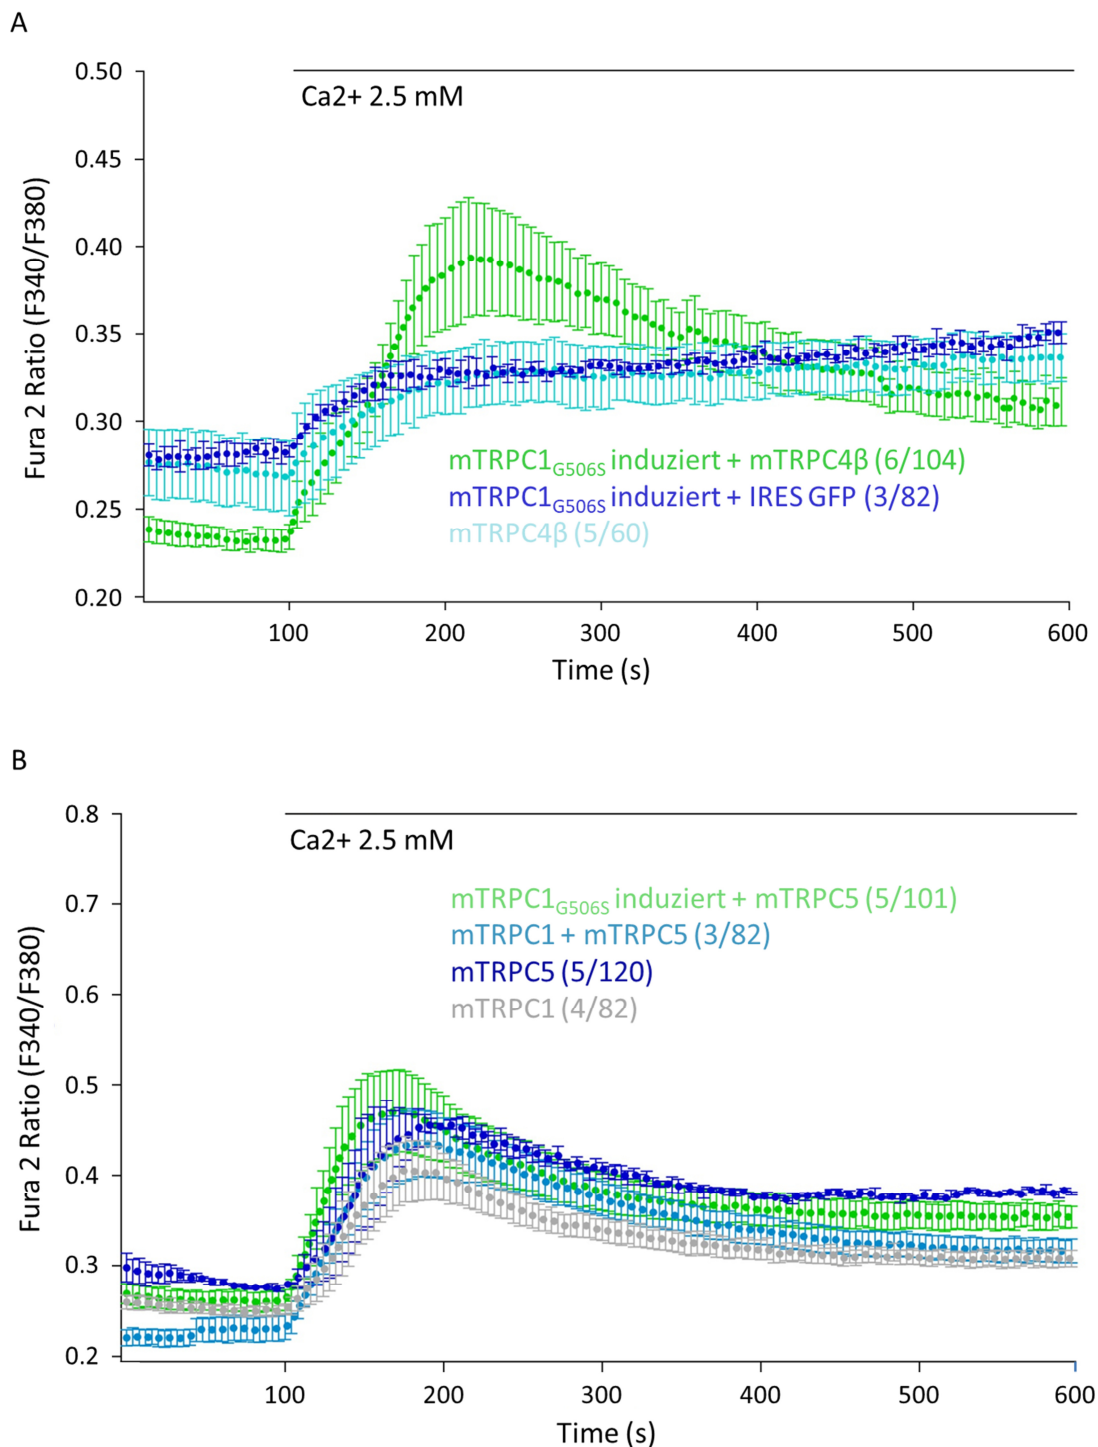 A
0.50
Ca2+ 2.5 mM
0.45
0.40
0.35
0.30
0.25
0.20
Fura 2 Ratio (F340/F380)
mTRPC1G506S induziert + mTRPC4β (6/104)
mTRPC1G506S induziert + IRES GFP (3/82)
mTRPC4β (5/60)
100 200 300 400 500 600
Time (s)
B
0.8
Ca2+ 2.5 mM
0.7
0.6
0.5
0.4
0.3
0.2
Fura 2 Ratio (F340/F380)
mTRPC1G506S induziert + mTRPC5 (5/101)
mTRPC1 + mTRPC5 (3/82)
mTRPC5 (5/120)
mTRPC1 (4/82)
100 200 300 400 500 600
Time (s)